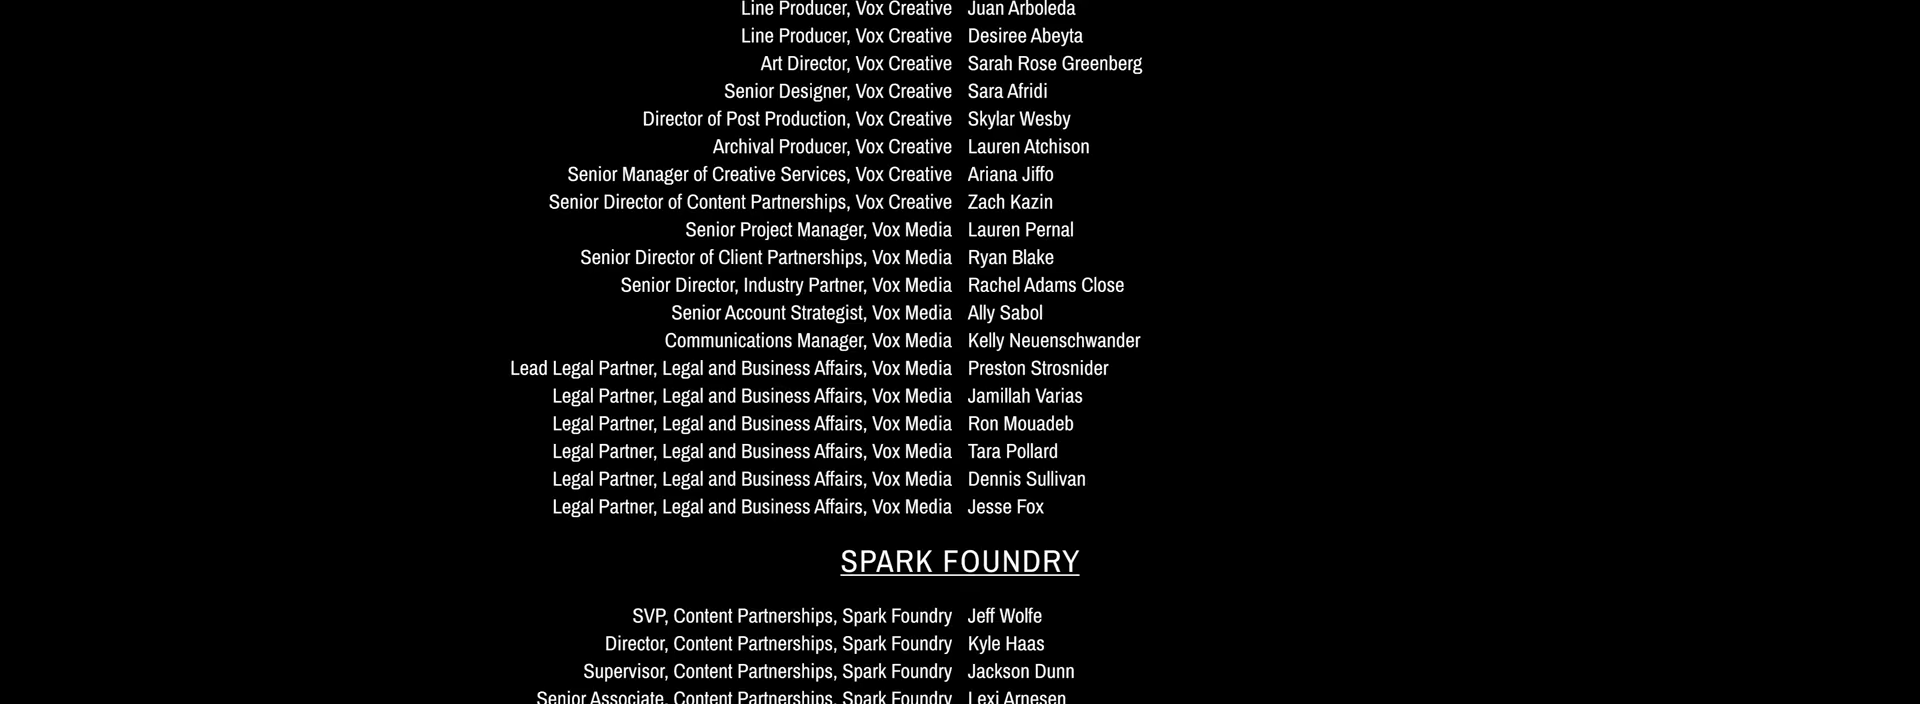 Line Producer, Vox Creative Juan Arboleda
Line Producer, Vox Creative Desiree Abeyta
Art Director, Vox Creative Sarah Rose Greenberg
Senior Designer, Vox Creative Sara Afridi
Director of Post Production, Vox Creative Skylar Wesby
Archival Producer, Vox Creative Lauren Atchison
Senior Manager of Creative Services, Vox Creative Ariana Jiffo
Senior Director of Content Partnerships, Vox Creative Zach Kazin
Senior Project Manager, Vox Media Lauren Pernal
Senior Director of Client Partnerships, Vox Media Ryan Blake
Senior Director, Industry Partner, Vox Media Rachel Adams Close
Senior Account Strategist, Vox Media Ally Sabol
Communications Manager, Vox Media Kelly Neuenschwander
Lead Legal Partner, Legal and Business Affairs, Vox Media Preston Strosnider
Legal Partner, Legal and Business Affairs, Vox Media Jamillah Varias
Legal Partner, Legal and Business Affairs, Vox Media Ron Mouadeb
Legal Partner, Legal and Business Affairs, Vox Media Tara Pollard
Legal Partner, Legal and Business Affairs, Vox Media Dennis Sullivan
Legal Partner, Legal and Business Affairs, Vox Media Jesse Fox
SPARK FOUNDRY
SVP, Content Partnerships, Spark Foundry Jeff Wolfe
Director, Content Partnerships, Spark Foundry Kyle Haas
Supervisor, Content Partnerships, Spark Foundry Jackson Dunn
Senior Associate, Content Partnerships, Spark Foundry Lexi Arnesen